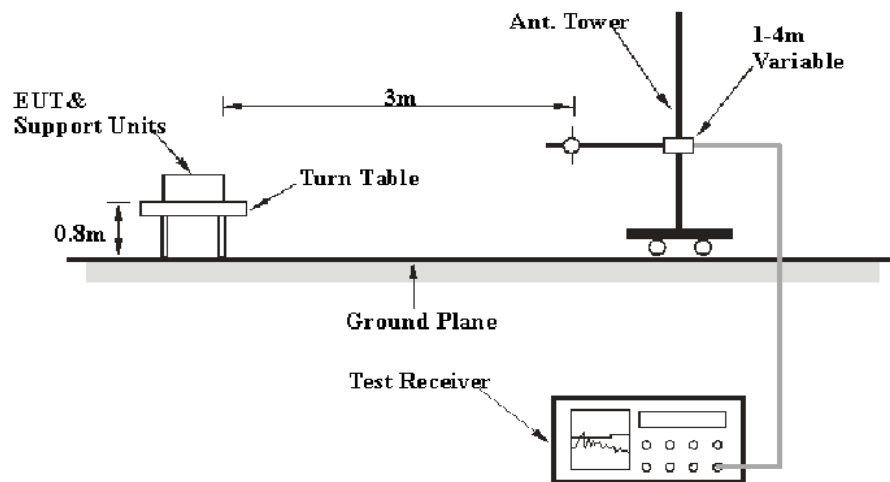 Ant. Tower
1-4m
Variable
3m
EUT&
Support Units
Turn Table
0.8m
Ground Plane
Test Receiver